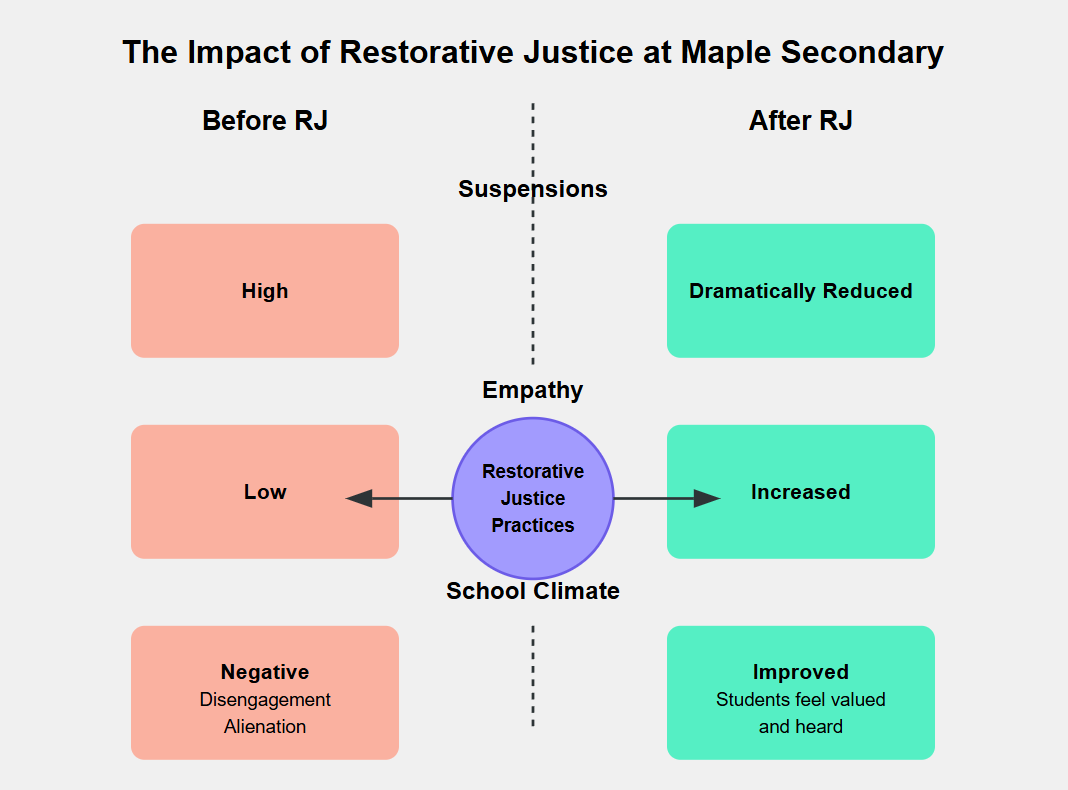 The Impact of Restorative Justice at Maple Secondary
Before RJ
After RJ
Suspensions
High
Dramatically Reduced
Empathy
Low
Restorative
Justice
Practices
Increased
School Climate
Negative
Disengagement
Alienation
Improved
Students feel valued
and heard